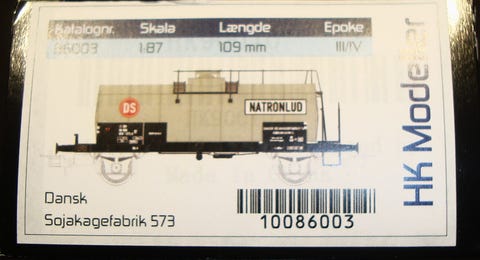 Katalognr. Skala Længde Epoke
86003 1:87 109 mm III/IV
HK Modeller
DS
NATRONLUD
Dansk
Sojakagefabrik 573
10086003